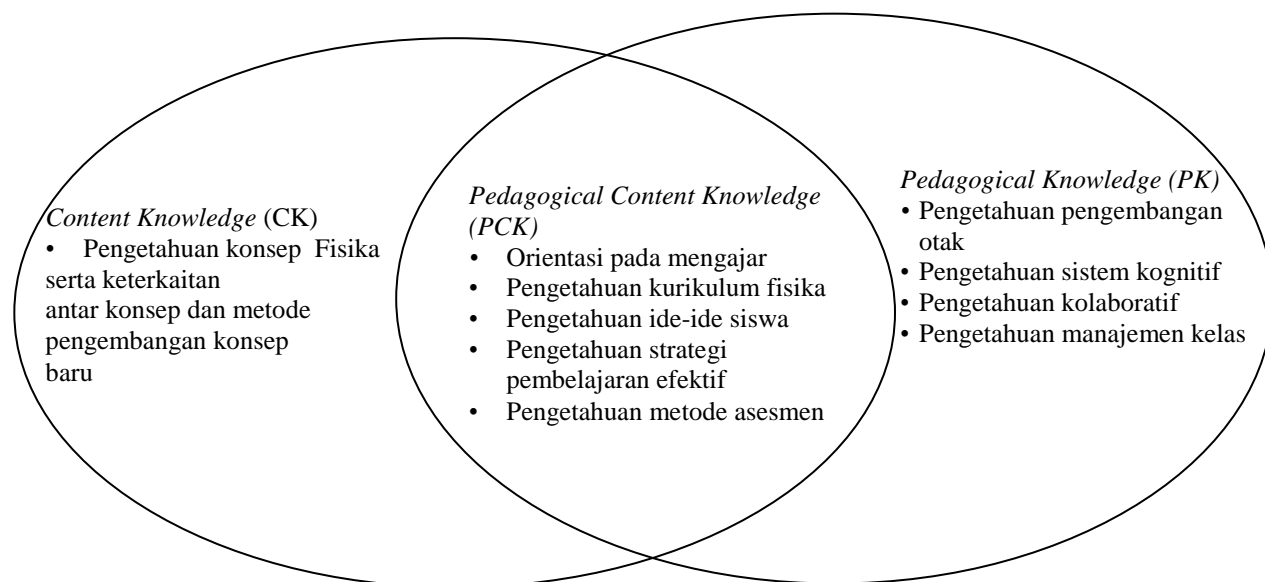 Content Knowledge (CK)
• Pengetahuan konsep Fisika
serta keterkaitan
antar konsep dan metode
pengembangan konsep
baru
Pedagogical Content Knowledge
(PCK)
• Orientasi pada mengajar
• Pengetahuan kurikulum fisika
• Pengetahuan ide-ide siswa
• Pengetahuan strategi
pembelajaran efektif
• Pengetahuan metode asesmen
Pedagogical Knowledge (PK)
• Pengetahuan pengembangan
otak
• Pengetahuan sistem kognitif
• Pengetahuan kolaboratif
• Pengetahuan manajemen kelas